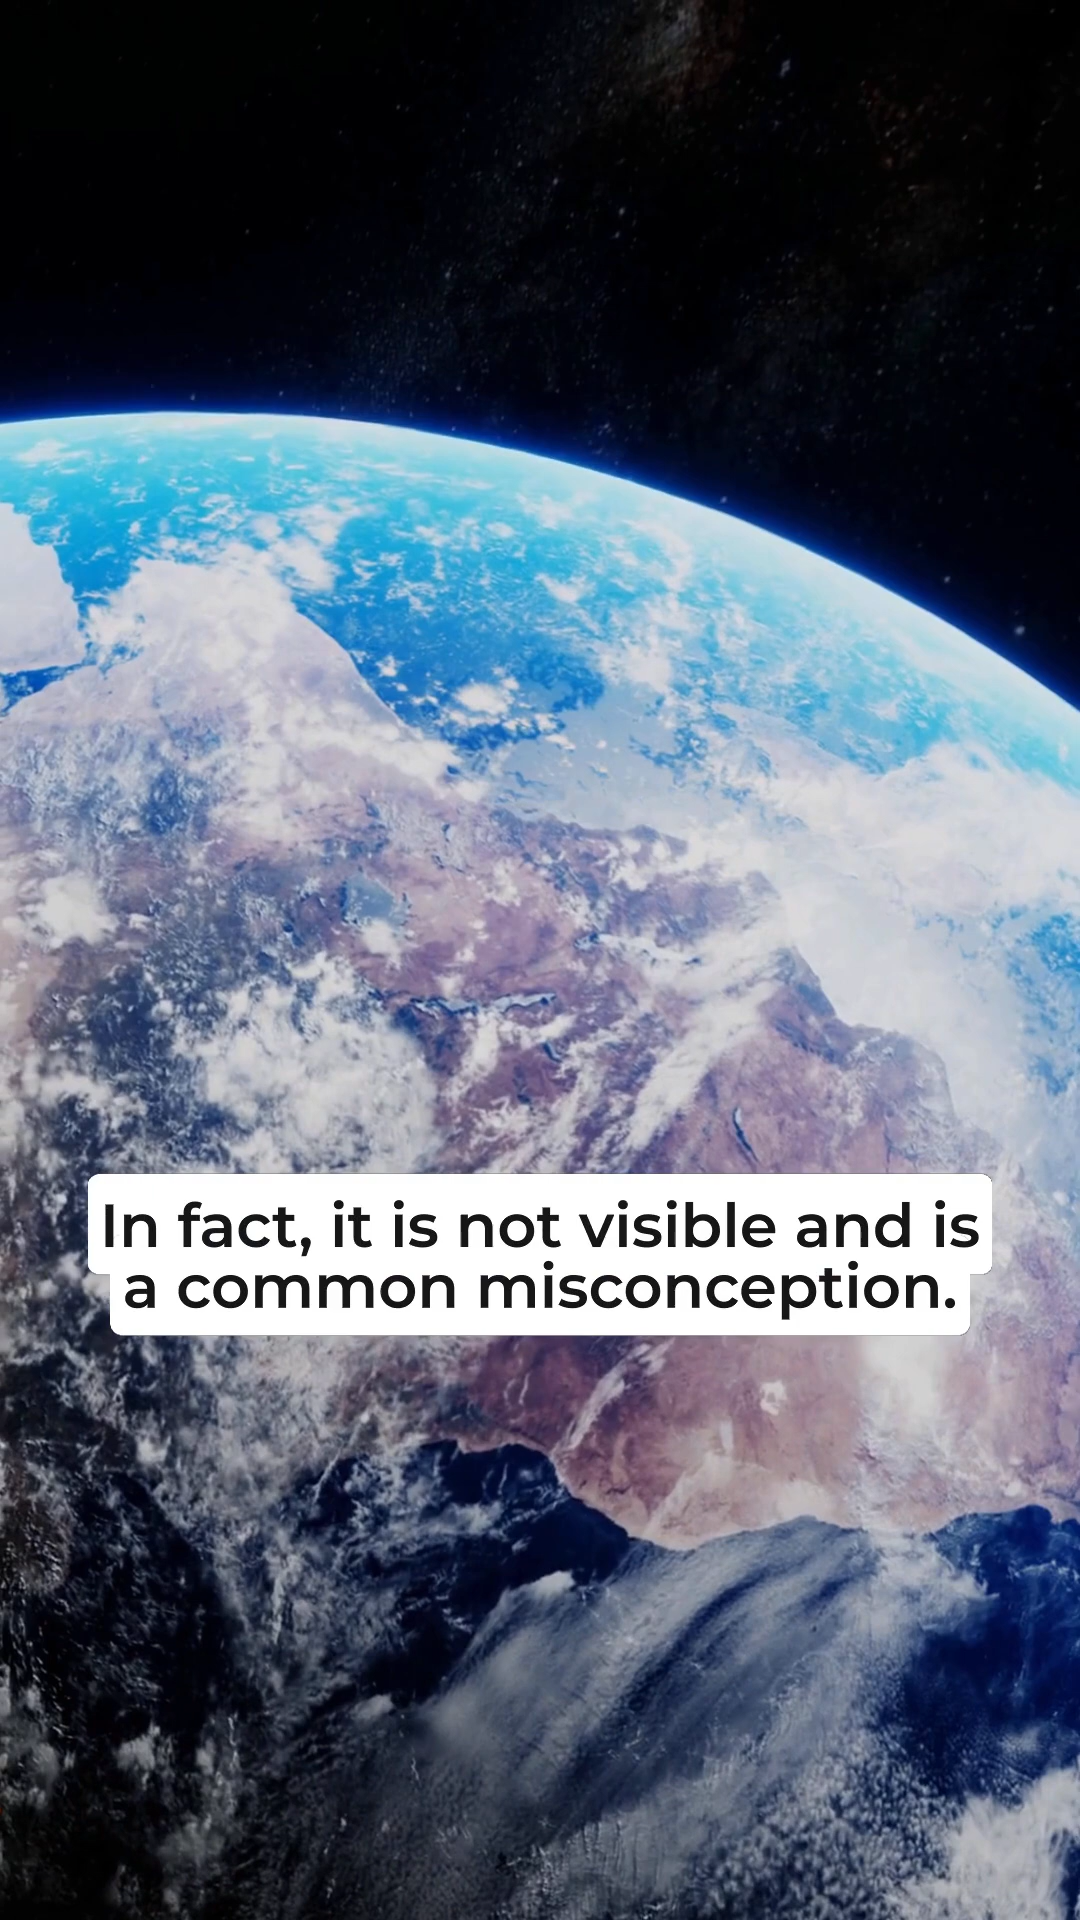 In fact, it is not visible and is
a common misconception.